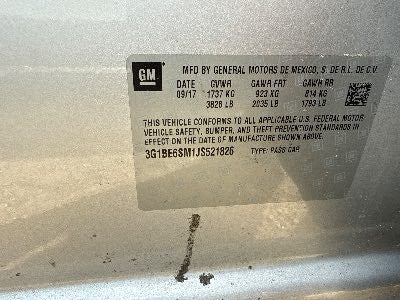 GM
MFD BY GENERAL MOTORS DE MEXICO, S. DE R.L. DE C.V.
DATE GVWR GAWR FRT GAWR RR
09/17 1737 KG 923 KG 814 KG
3828 LB 2035 LB 1793 LB
THIS VEHICLE CONFORMS TO ALL APPLICABLE U.S. FEDERAL MOTOR
VEHICLE SAFETY, BUMPER, AND THEFT PREVENTION STANDARDS IN
EFFECT ON THE DATE OF MANUFACTURE SHOWN ABOVE.
3G1BE6SM1JS521826 TYPE: PASS CAR